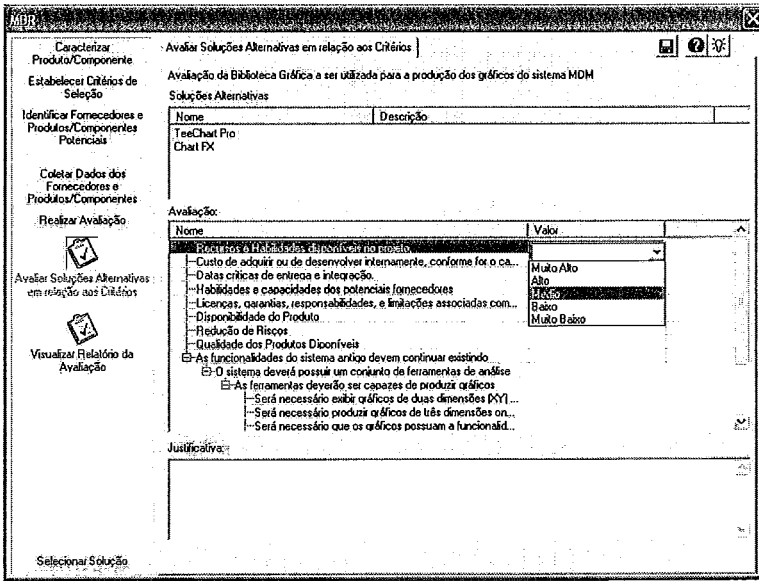 MDR
Caracterizar
Produto/Componente
Estabelecer Critérios de
Seleção
Identificar Fornecedores e
Produtos/Componentes
Potenciais
Coletar Dados dos
Fornecedores e
Produtos/Componentes
Realizar Avaliação
Avaliar Soluções Alternativas
em relação aos Critérios
Visualizar Relatório da
Avaliação
Selecionar Solução
Avaliar Soluções Alternativas em relação aos Critérios
Avaliação da Biblioteca Gráfica a ser utilizada para a produção dos gráficos do sistema MDM
Soluções Alternativas
Nome Descrição
TeeChart Pro
Chart FX
Avaliação:
Nome Valor
Recursos e Habilidades disponíveis no projeto
Custo de adquirir ou de desenvolver internamente, conforme for o ca...
Datas críticas de entrega e integração.
Habilidades e capacidades dos potenciais fornecedores
Licenças, garantias, responsabilidades, e limitações associadas com...
Disponibilidade do Produto
Redução de Riscos
Qualidade dos Produtos Diponíveis
As funcionalidades do sistema antigo devem continuar existindo
O sistema deverá possuir um conjunto de ferramentas de análise
As ferramentas deverão ser capazes de produzir gráficos
Será necessário exibir gráficos de duas dimensões (XY) ...
Será necessário produzir gráficos de três dimensões on...
Será necessário que os gráficos possuam a funcionalid...
Muito Alto
Alto
Médio
Baixo
Muito Baixo
Justificativa: